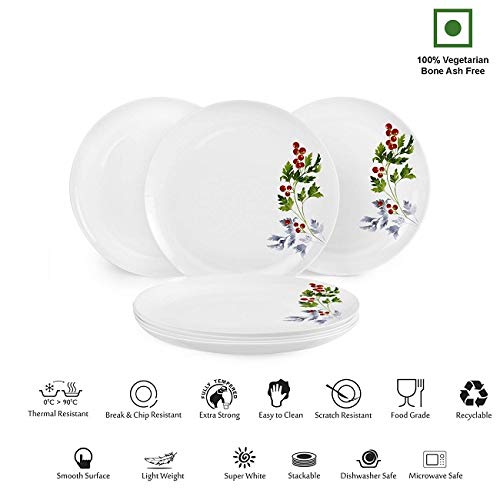 100% Vegetarian
Bone Ash Free
0°C > 90°C
FULLY TEMPERED
Thermal Resistant
Break & Chip Resistant
Extra Strong
Easy to Clean
Scratch Resistant
Food Grade
Recyclable
Smooth Surface
Light Weight
Super White
Stackable
Dishwasher Safe
Microwave Safe